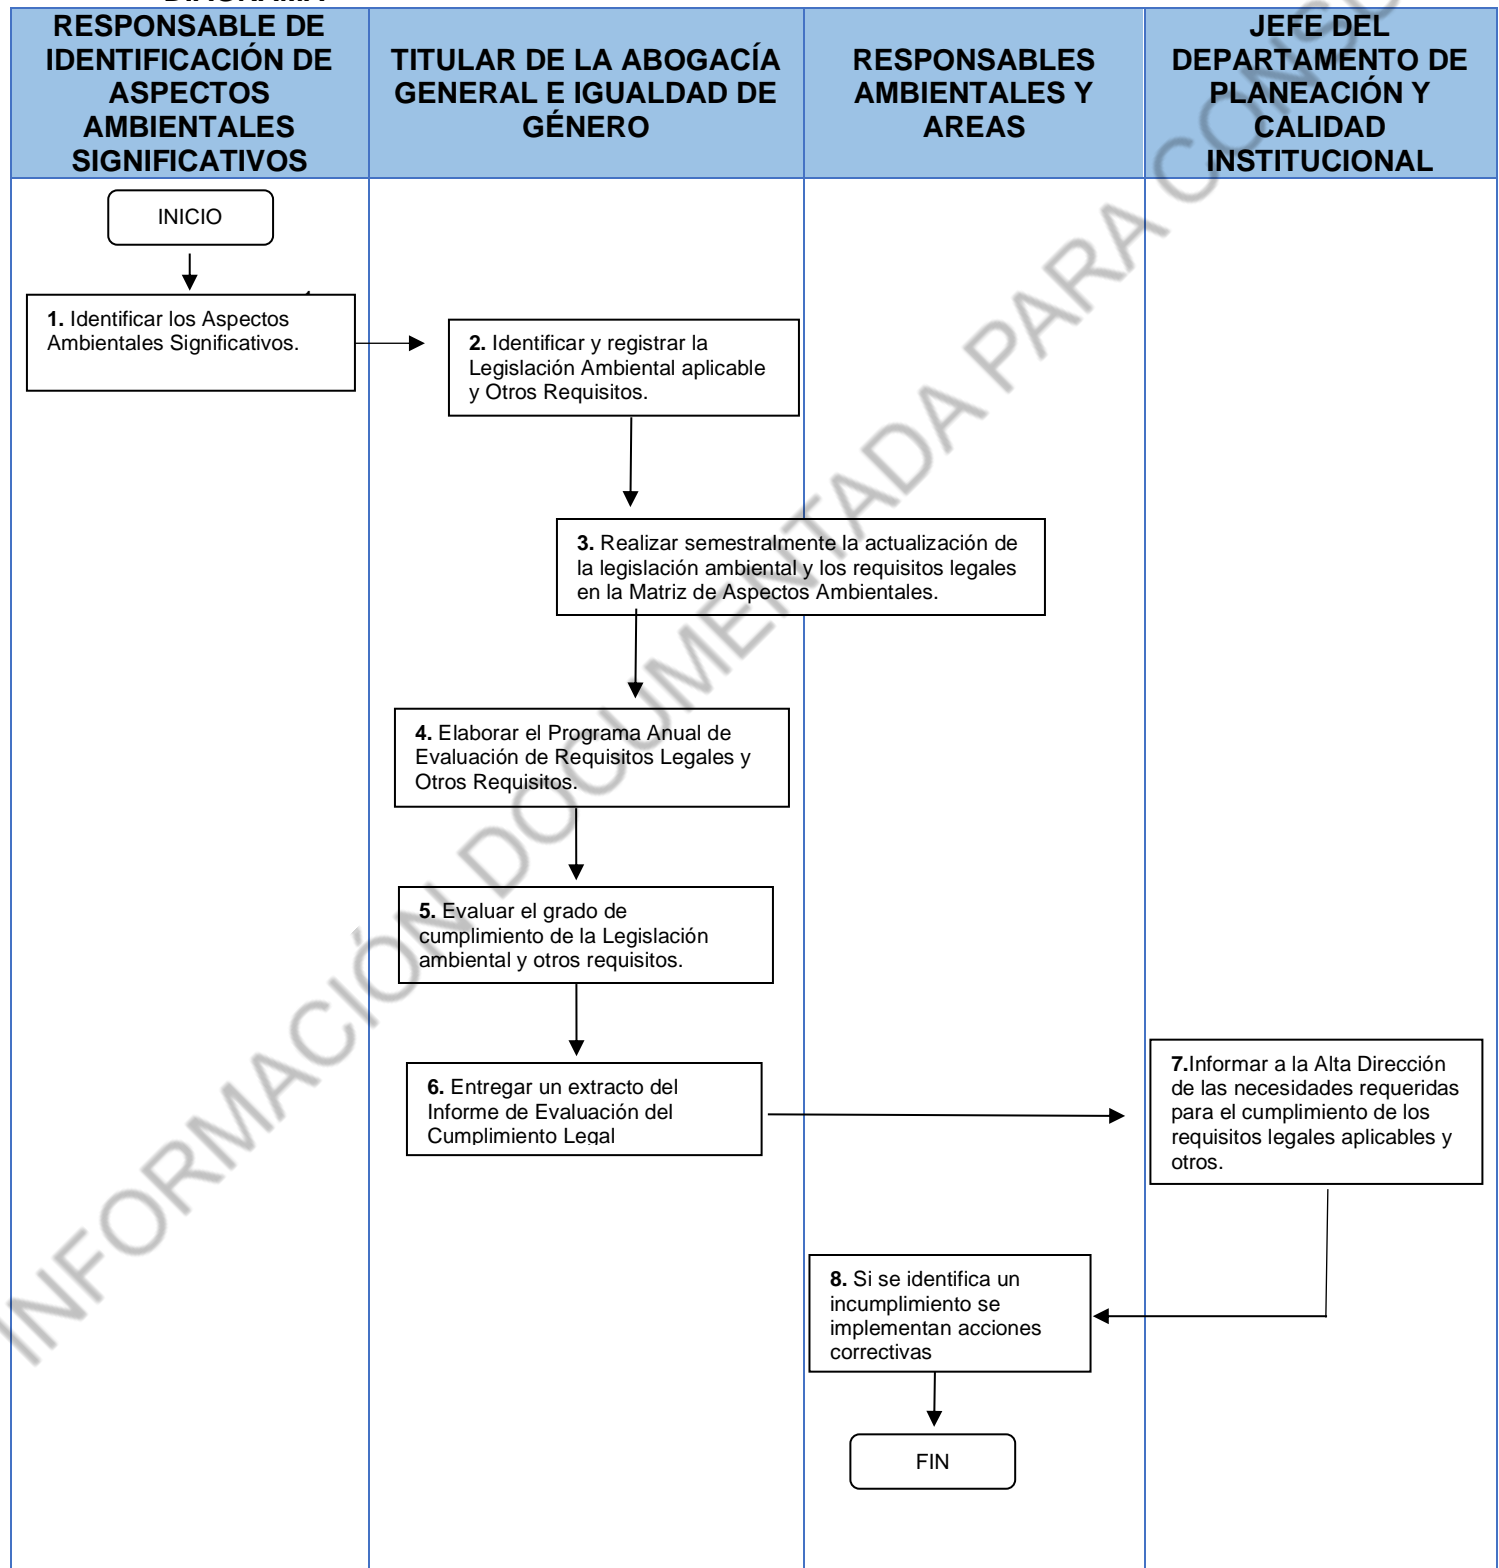 DIAGRAMA
RESPONSABLE DE
IDENTIFICACIÓN DE
ASPECTOS
AMBIENTALES
SIGNIFICATIVOS
TITULAR DE LA ABOGACÍA
GENERAL E IGUALDAD DE
GÉNERO
RESPONSABLES
AMBIENTALES Y
AREAS
JEFE DEL
DEPARTAMENTO DE
PLANEACIÓN Y
CALIDAD
INSTITUCIONAL
INICIO
1. Identificar los Aspectos
Ambientales Significativos.
2. Identificar y registrar la
Legislación Ambiental aplicable
y Otros Requisitos.
3. Realizar semestralmente la actualización de
la legislación ambiental y los requisitos legales
en la Matriz de Aspectos Ambientales.
4. Elaborar el Programa Anual de
Evaluación de Requisitos Legales y
Otros Requisitos.
5. Evaluar el grado de
cumplimiento de la Legislación
ambiental y otros requisitos.
6. Entregar un extracto del
Informe de Evaluación del
Cumplimiento Legal
7.Informar a la Alta Dirección
de las necesidades requeridas
para el cumplimiento de los
requisitos legales aplicables y
otros.
8. Si se identifica un
incumplimiento se
implementan acciones
correctivas
FIN
INFORMACIÓN DOCUMENTADA PARA CONSU